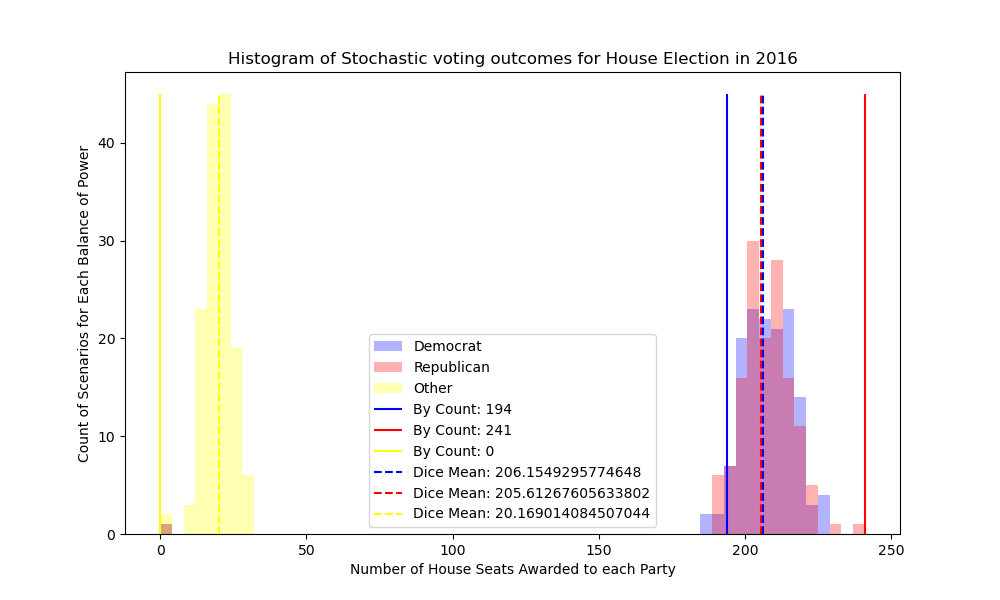 Histogram of Stochastic voting outcomes for House Election in 2016
Count of Scenarios for Each Balance of Power
40
30
20
10
0
Democrat
Republican
Other
By Count: 194
By Count: 241
By Count: 0
Dice Mean: 206.1549295774648
Dice Mean: 205.61267605633802
Dice Mean: 20.169014084507044
0 50 100 150 200 250
Number of House Seats Awarded to each Party